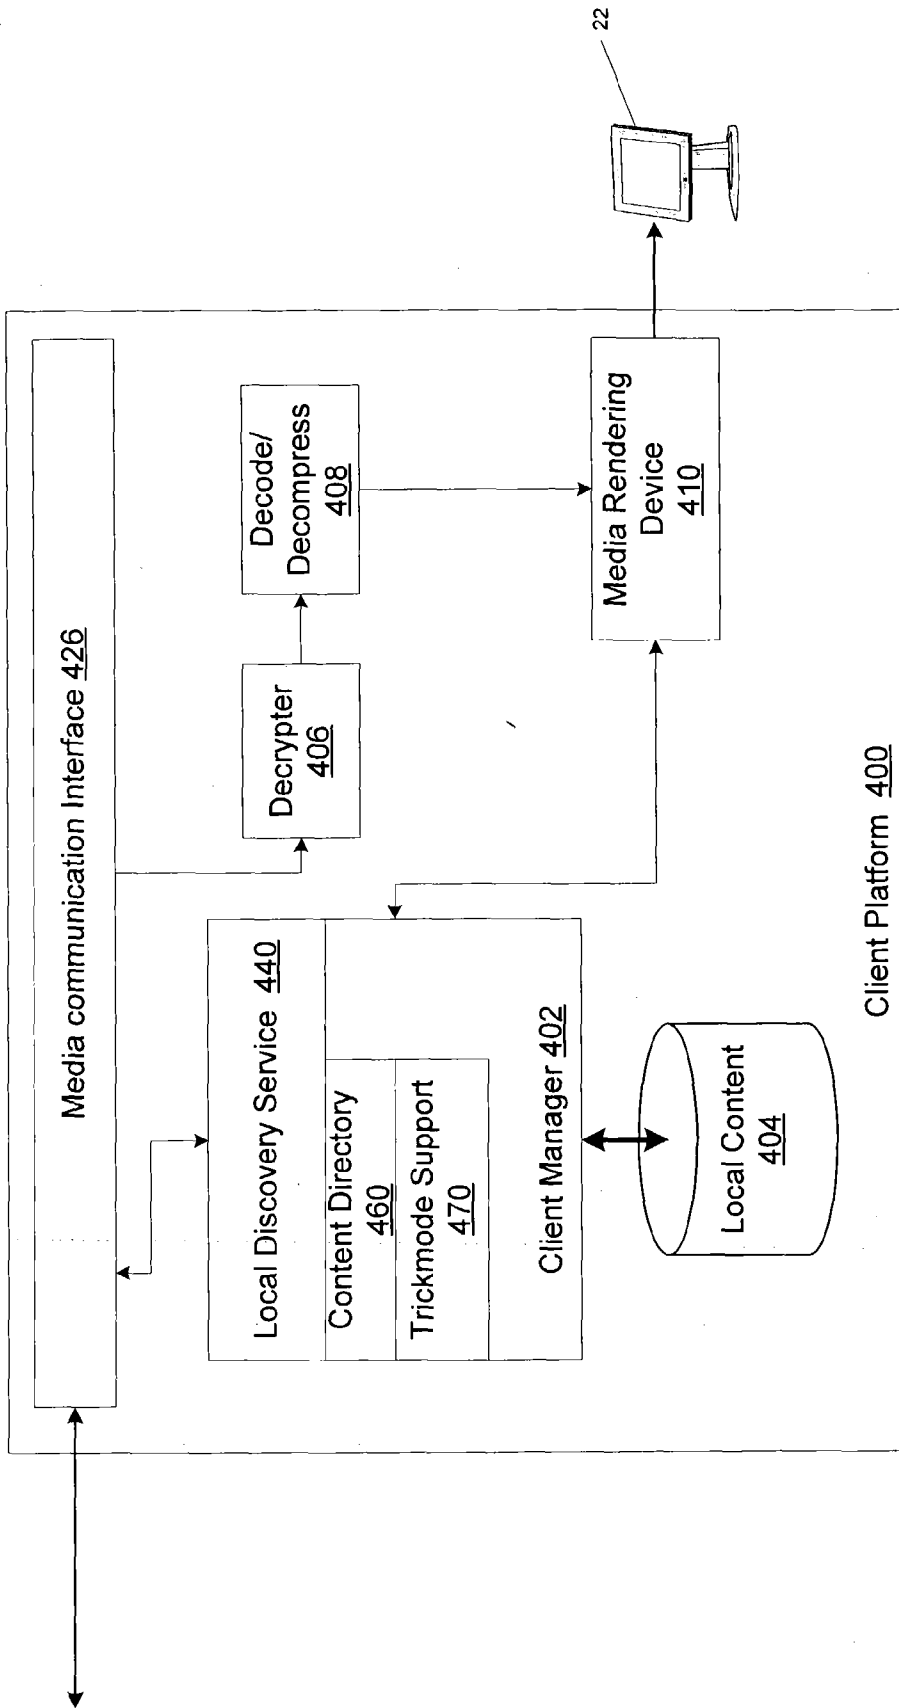 Media communication Interface 426
Local Discovery Service 440
Content Directory
460
Trickmode Support
470
Client Manager 402
Local Content
404
Decrypter
406
Decode/
Decompress
408
Media Rendering
Device
410
22
Client Platform 400